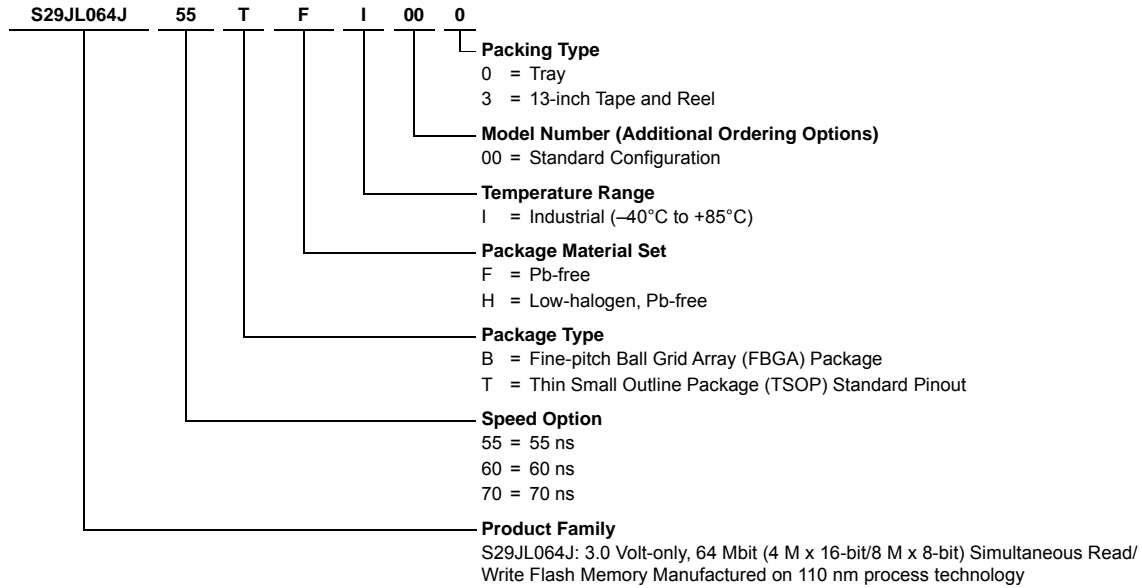 S29JL064J 55 T F I 00 0
Packing Type
0 = Tray
3 = 13-inch Tape and Reel
Model Number (Additional Ordering Options)
00 = Standard Configuration
Temperature Range
I = Industrial (–40°C to +85°C)
Package Material Set
F = Pb-free
H = Low-halogen, Pb-free
Package Type
B = Fine-pitch Ball Grid Array (FBGA) Package
T = Thin Small Outline Package (TSOP) Standard Pinout
Speed Option
55 = 55 ns
60 = 60 ns
70 = 70 ns
Product Family
S29JL064J: 3.0 Volt-only, 64 Mbit (4 M x 16-bit/8 M x 8-bit) Simultaneous Read/
Write Flash Memory Manufactured on 110 nm process technology